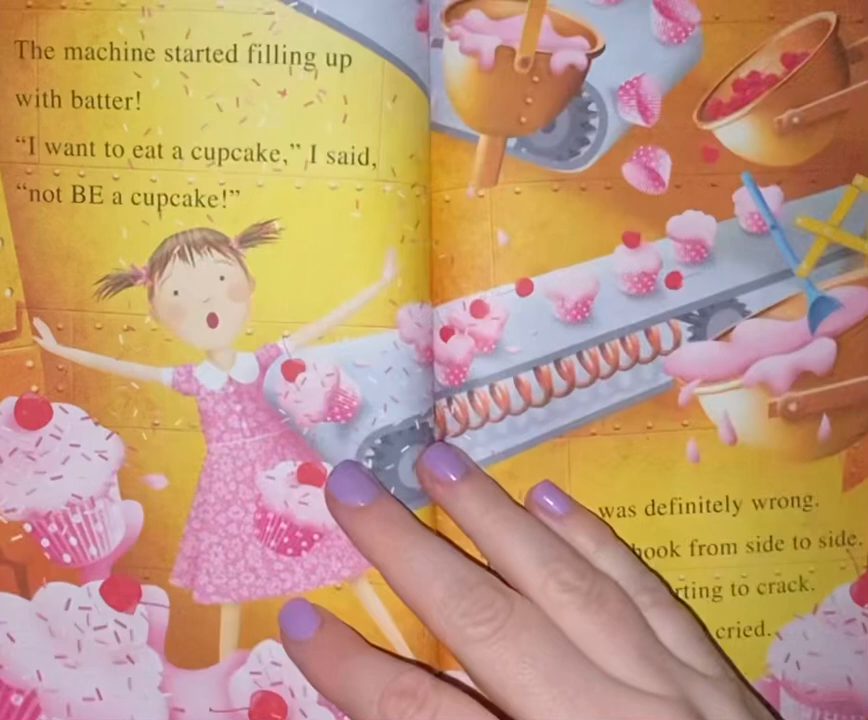 The machine started filling up
with batter!
“I want to eat a cupcake,” I said,
“not BE a cupcake!”
was definitely wrong.
hook from side to side.
rting to crack.
cried.